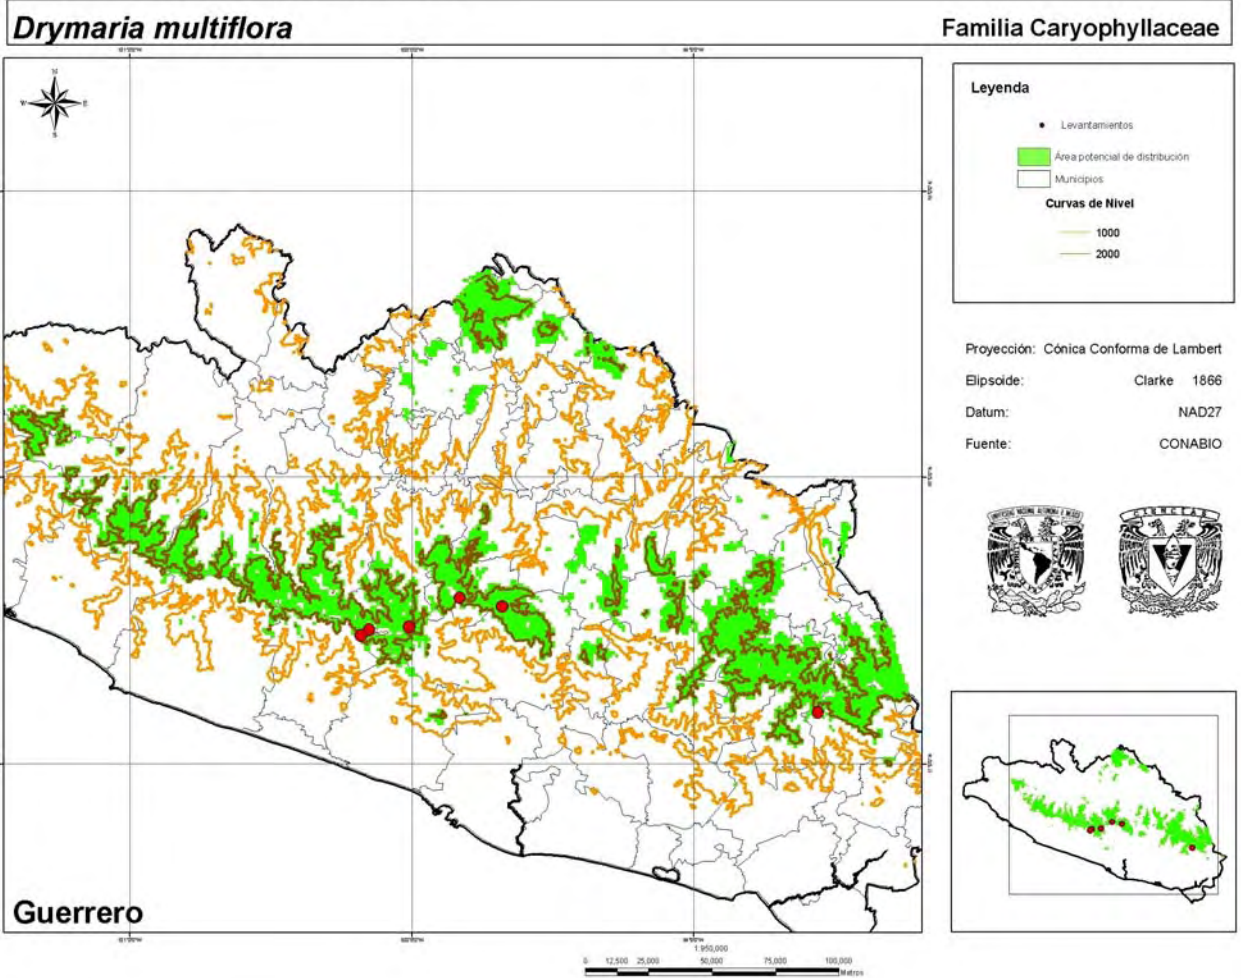 Drymaria multiflora
Familia Caryophyllaceae
N
W E
S
Leyenda
Levantamientos
Área potencial de distribución
Municipios
Curvas de Nivel
1000
2000
Proyección: Cónica Conforma de Lambert
Elipsoide: Clarke 1866
Datum: NAD27
Fuente: CONABIO
Guerrero
1:950,000
0 12,500 25,000 50,000 75,000 100,000
Metros